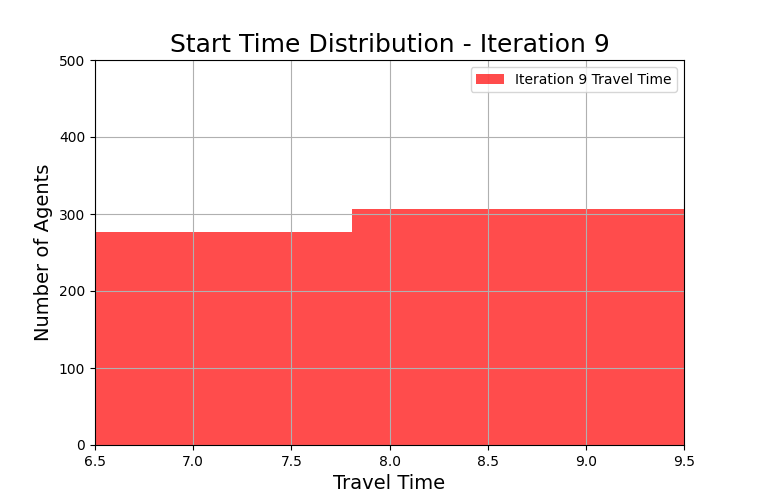 Start Time Distribution - Iteration 9
Iteration 9 Travel Time
Number of Agents
500
400
300
200
100
0
6.5 7.0 7.5 8.0 8.5 9.0 9.5
Travel Time